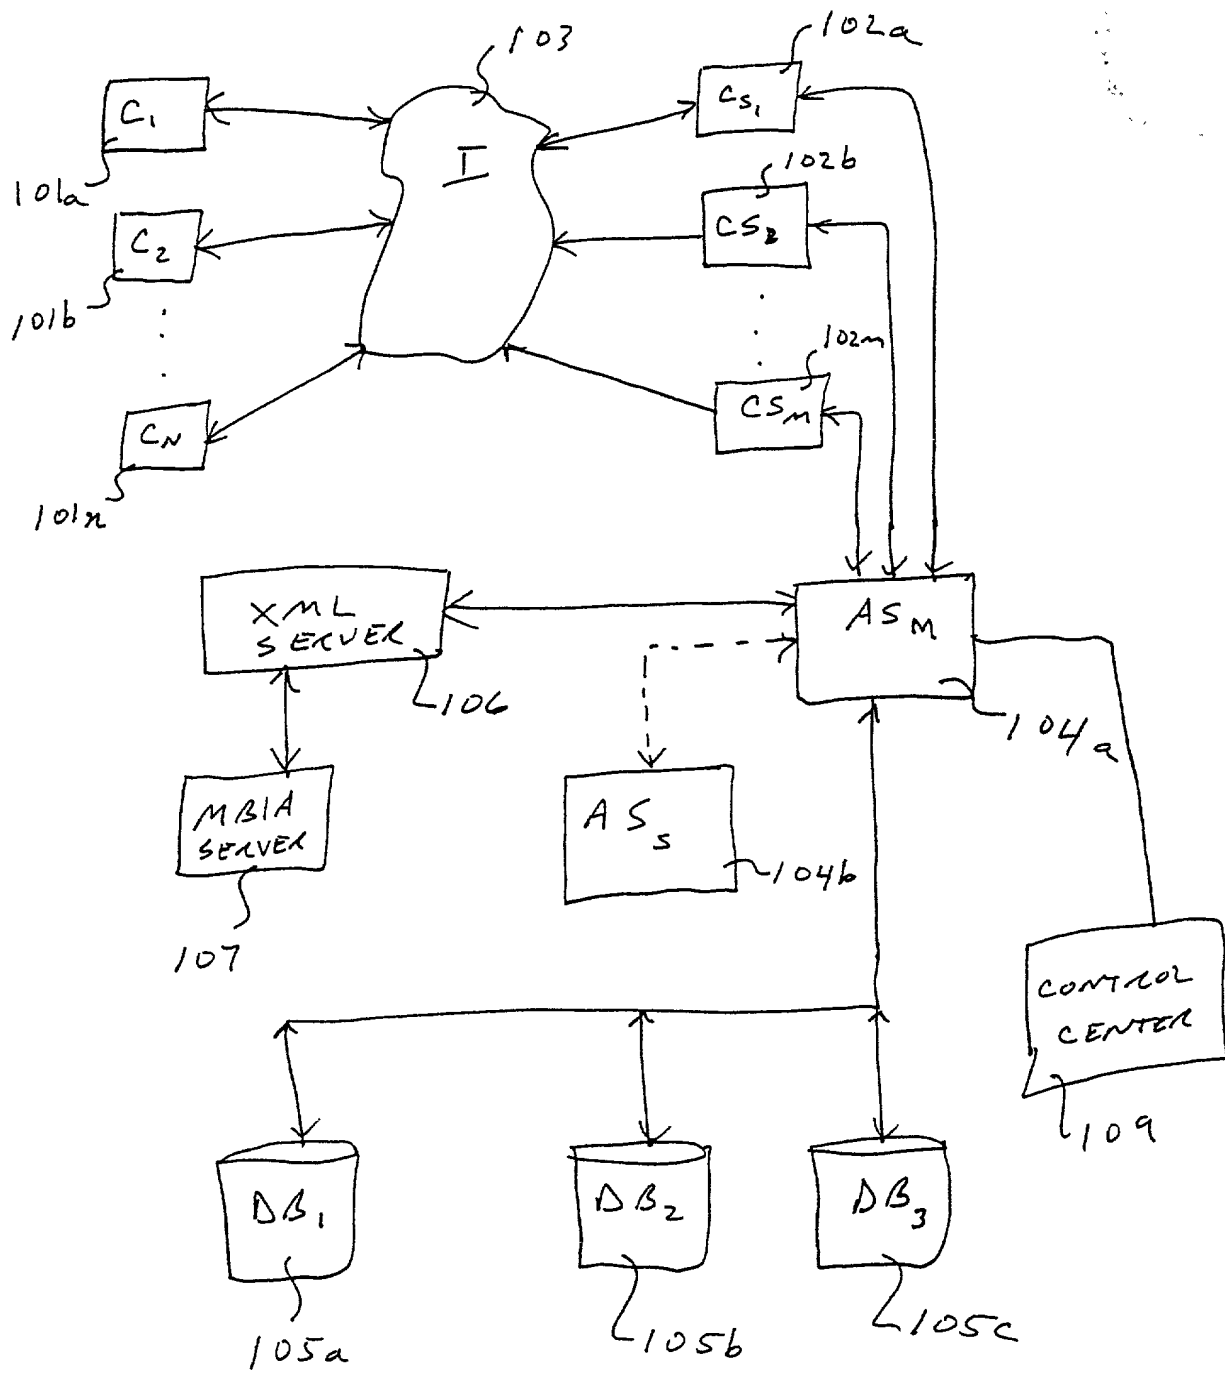 103
102a
C1
I
CS1
101a
102b
C2
CS2
101b
102m
CSM
CN
101n
XML
SERVER
ASM
106
104a
MBIA
SERVER
ASS
104b
107
CONTROL
CENTER
109
DB1
DB2
DB3
105a
105b
105c